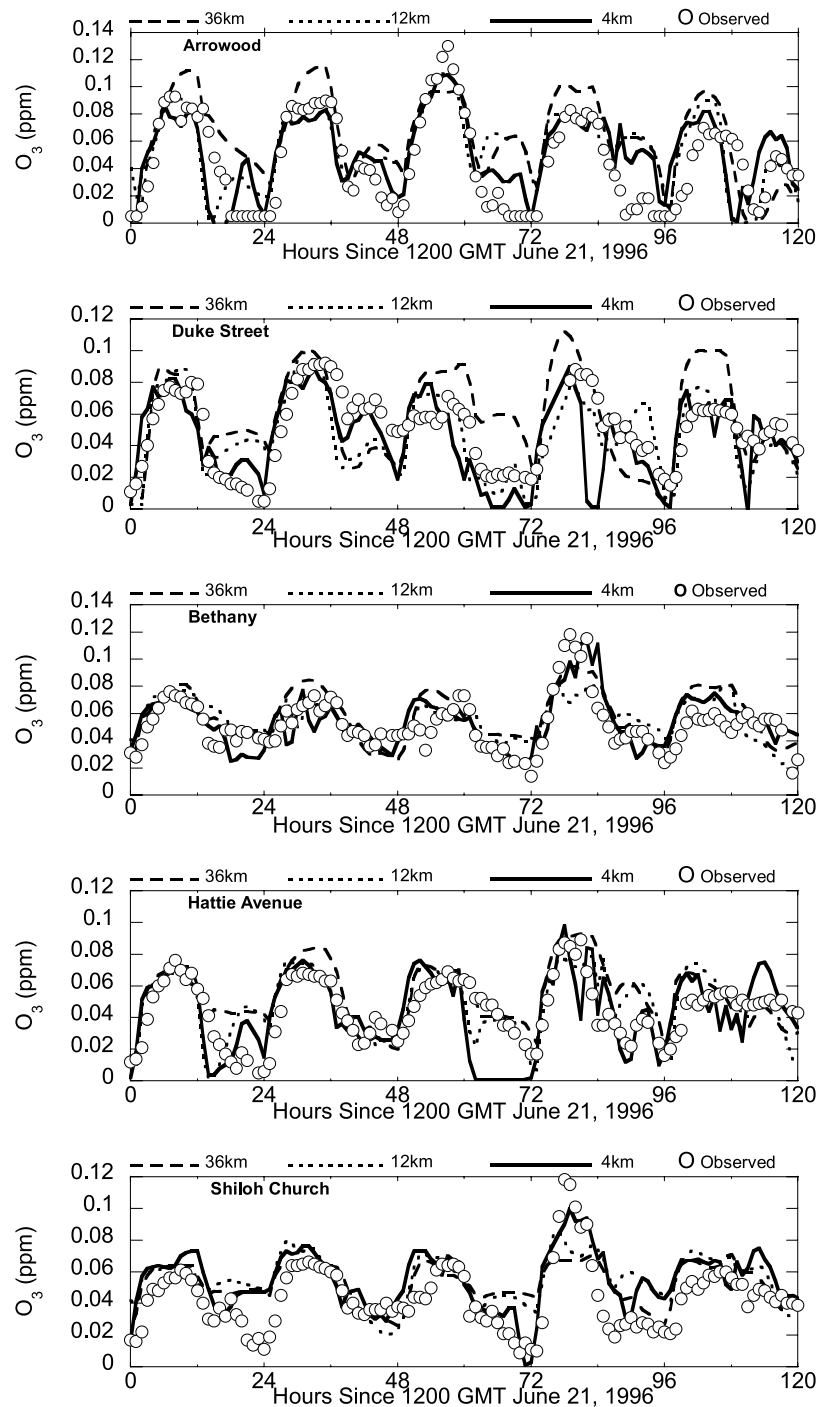 36km 12km 4km O Observed
0.14
Arrowood
0.12
0.1
0.08
0.06
0.04
0.02
0
O3 (ppm)
0 24 48 72 96 120
Hours Since 1200 GMT June 21, 1996
36km 12km 4km O Observed
0.12
Duke Street
0.1
0.08
0.06
0.04
0.02
0
O3 (ppm)
0 24 48 72 96 120
Hours Since 1200 GMT June 21, 1996
36km 12km 4km O Observed
0.14
Bethany
0.12
0.1
0.08
0.06
0.04
0.02
0
O3 (ppm)
0 24 48 72 96 120
Hours Since 1200 GMT June 21, 1996
36km 12km 4km O Observed
0.12
Hattie Avenue
0.1
0.08
0.06
0.04
0.02
0
O3 (ppm)
0 24 48 72 96 120
Hours Since 1200 GMT June 21, 1996
36km 12km 4km O Observed
0.12
Shiloh Church
0.1
0.08
0.06
0.04
0.02
0
O3 (ppm)
0 24 48 72 96 120
Hours Since 1200 GMT June 21, 1996